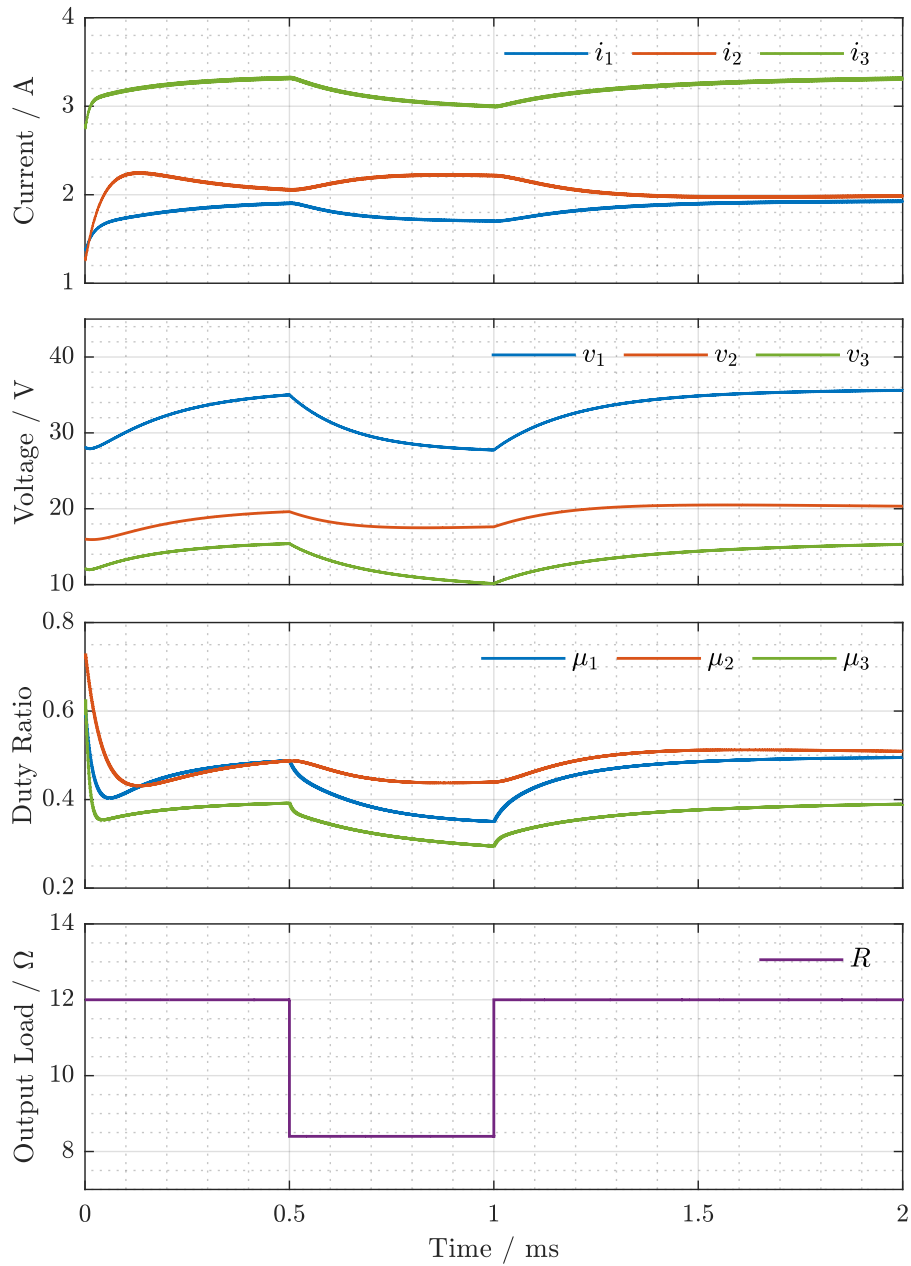 4
3
2
1
Current / A
i₁ i₂ i₃
40
30
20
10
Voltage / V
v₁ v₂ v₃
0.8
0.6
0.4
0.2
Duty Ratio
μ₁ μ₂ μ₃
14
12
10
8
Output Load / Ω
R
0 0.5 1 1.5 2
Time / ms